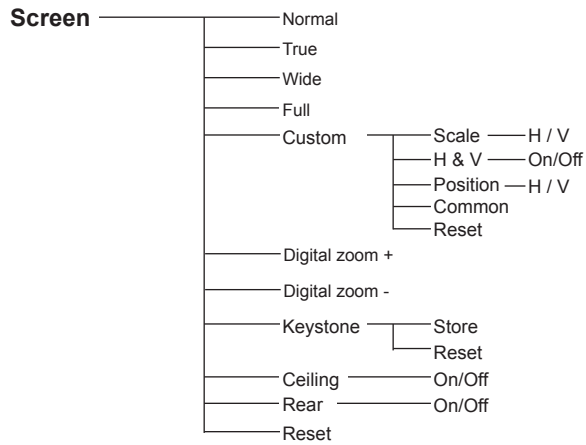 Screen Normal
True
Wide
Full
Custom Scale H / V
H & V On/Off
Position H / V
Common
Reset
Digital zoom +
Digital zoom -
Keystone Store
Reset
Ceiling On/Off
Rear On/Off
Reset